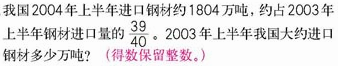 我国2004年上半年进口钢材约1804万吨，约占2003年
上半年钢材进口量的39/40。2003年上半年我国大约进口
钢材多少万吨？（得数保留整数。）